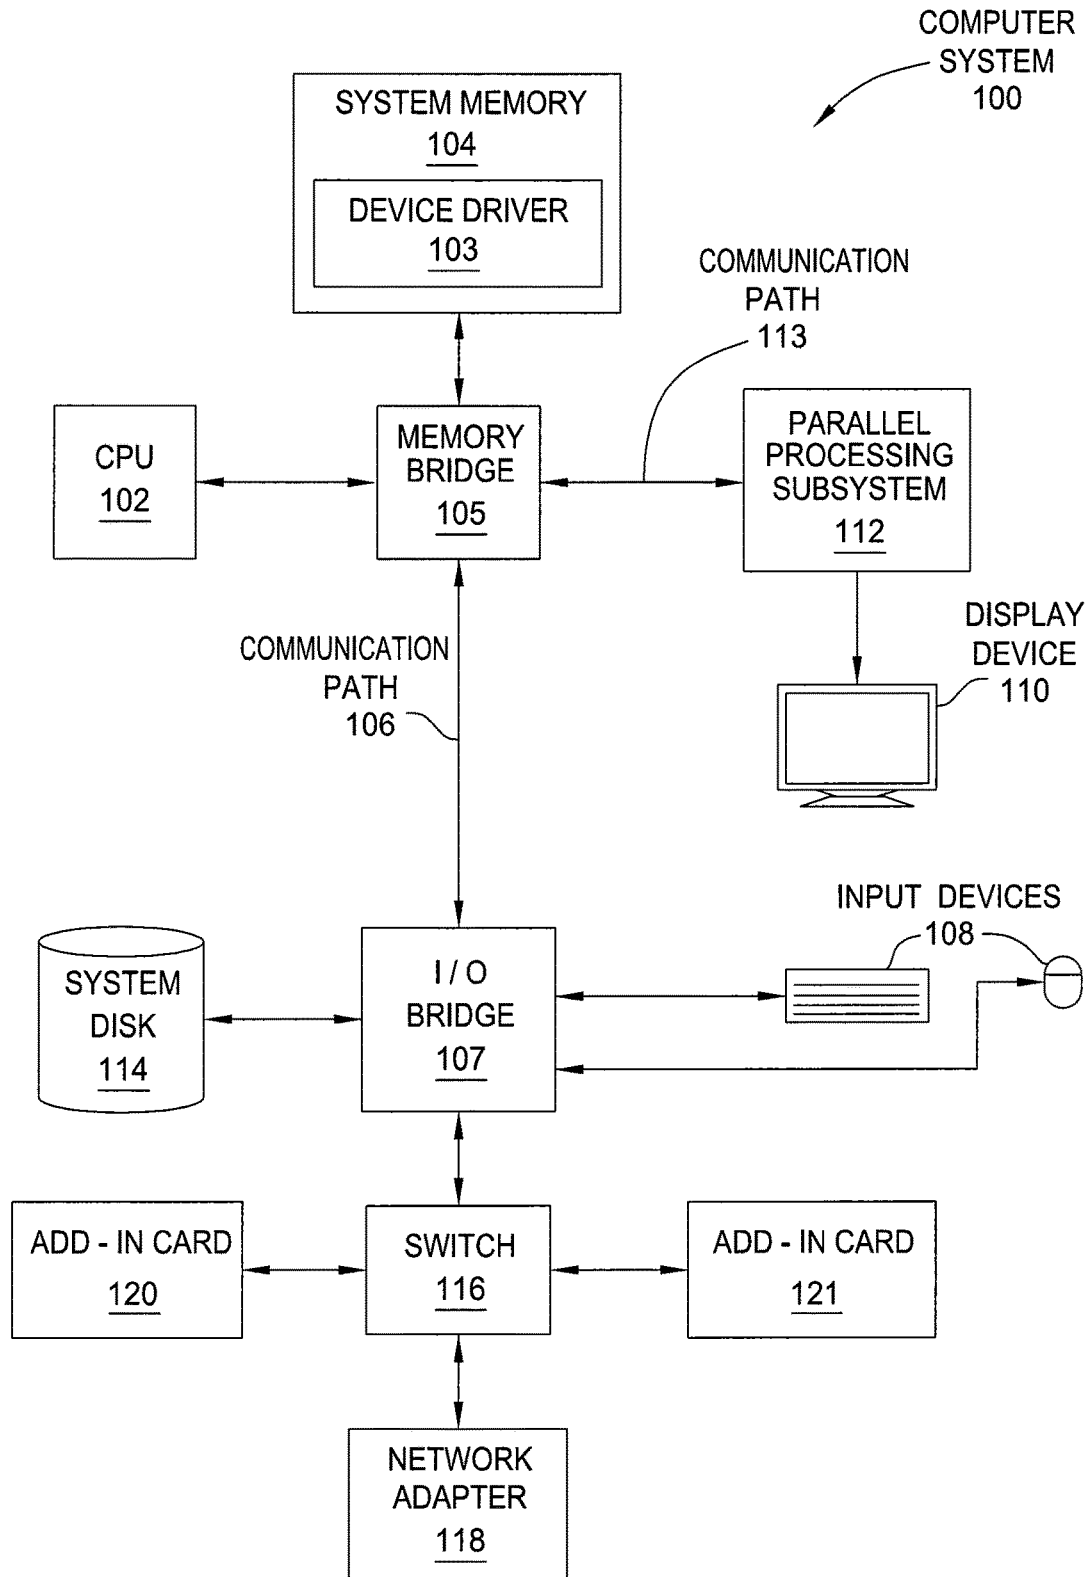 COMPUTER
SYSTEM
100
SYSTEM MEMORY
104
DEVICE DRIVER
103
COMMUNICATION
PATH
113
CPU
102
MEMORY
BRIDGE
105
PARALLEL
PROCESSING
SUBSYSTEM
112
COMMUNICATION
PATH
106
DISPLAY
DEVICE
110
INPUT DEVICES
108
SYSTEM
DISK
114
I / O
BRIDGE
107
ADD - IN CARD
120
SWITCH
116
ADD - IN CARD
121
NETWORK
ADAPTER
118